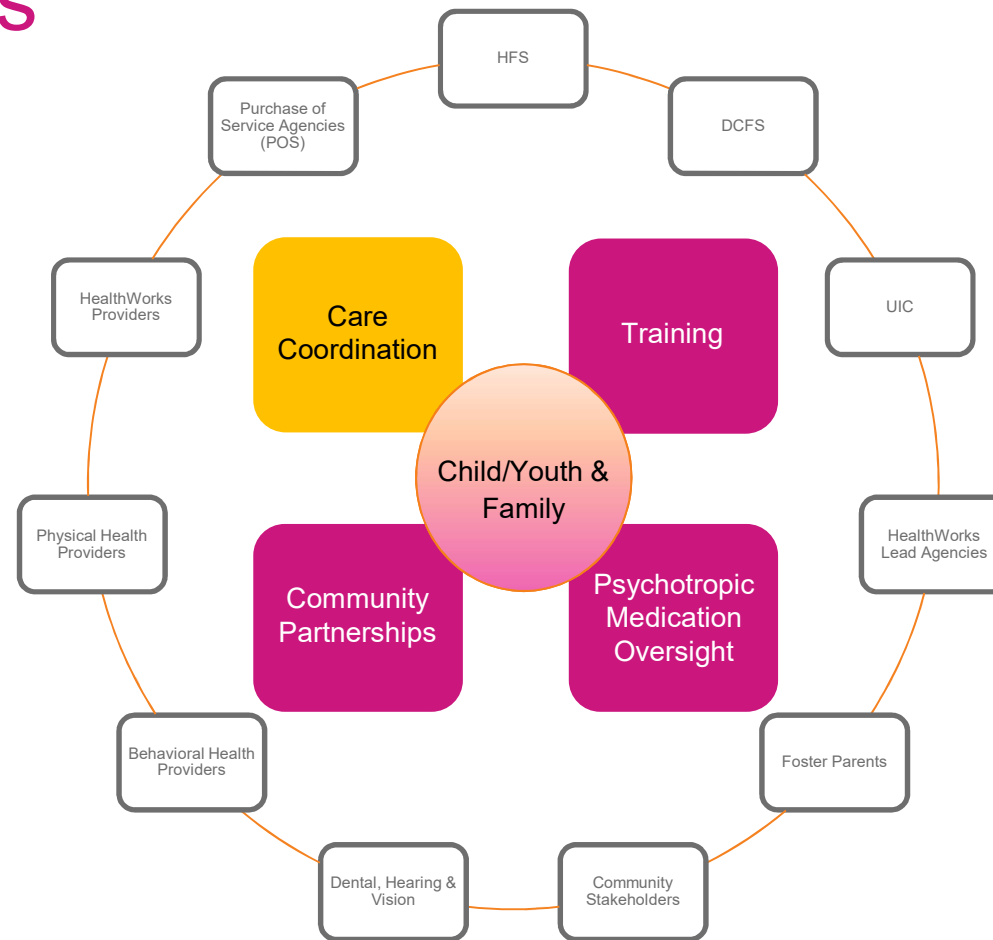 s
HFS
Purchase of
Service Agencies
(POS)
DCFS
HealthWorks
Providers
UIC
Care
Coordination
Training
Child/Youth &
Family
Physical Health
Providers
HealthWorks
Lead Agencies
Community
Partnerships
Psychotropic
Medication
Oversight
Behavioral Health
Providers
Foster Parents
Dental, Hearing &
Vision
Community
Stakeholders